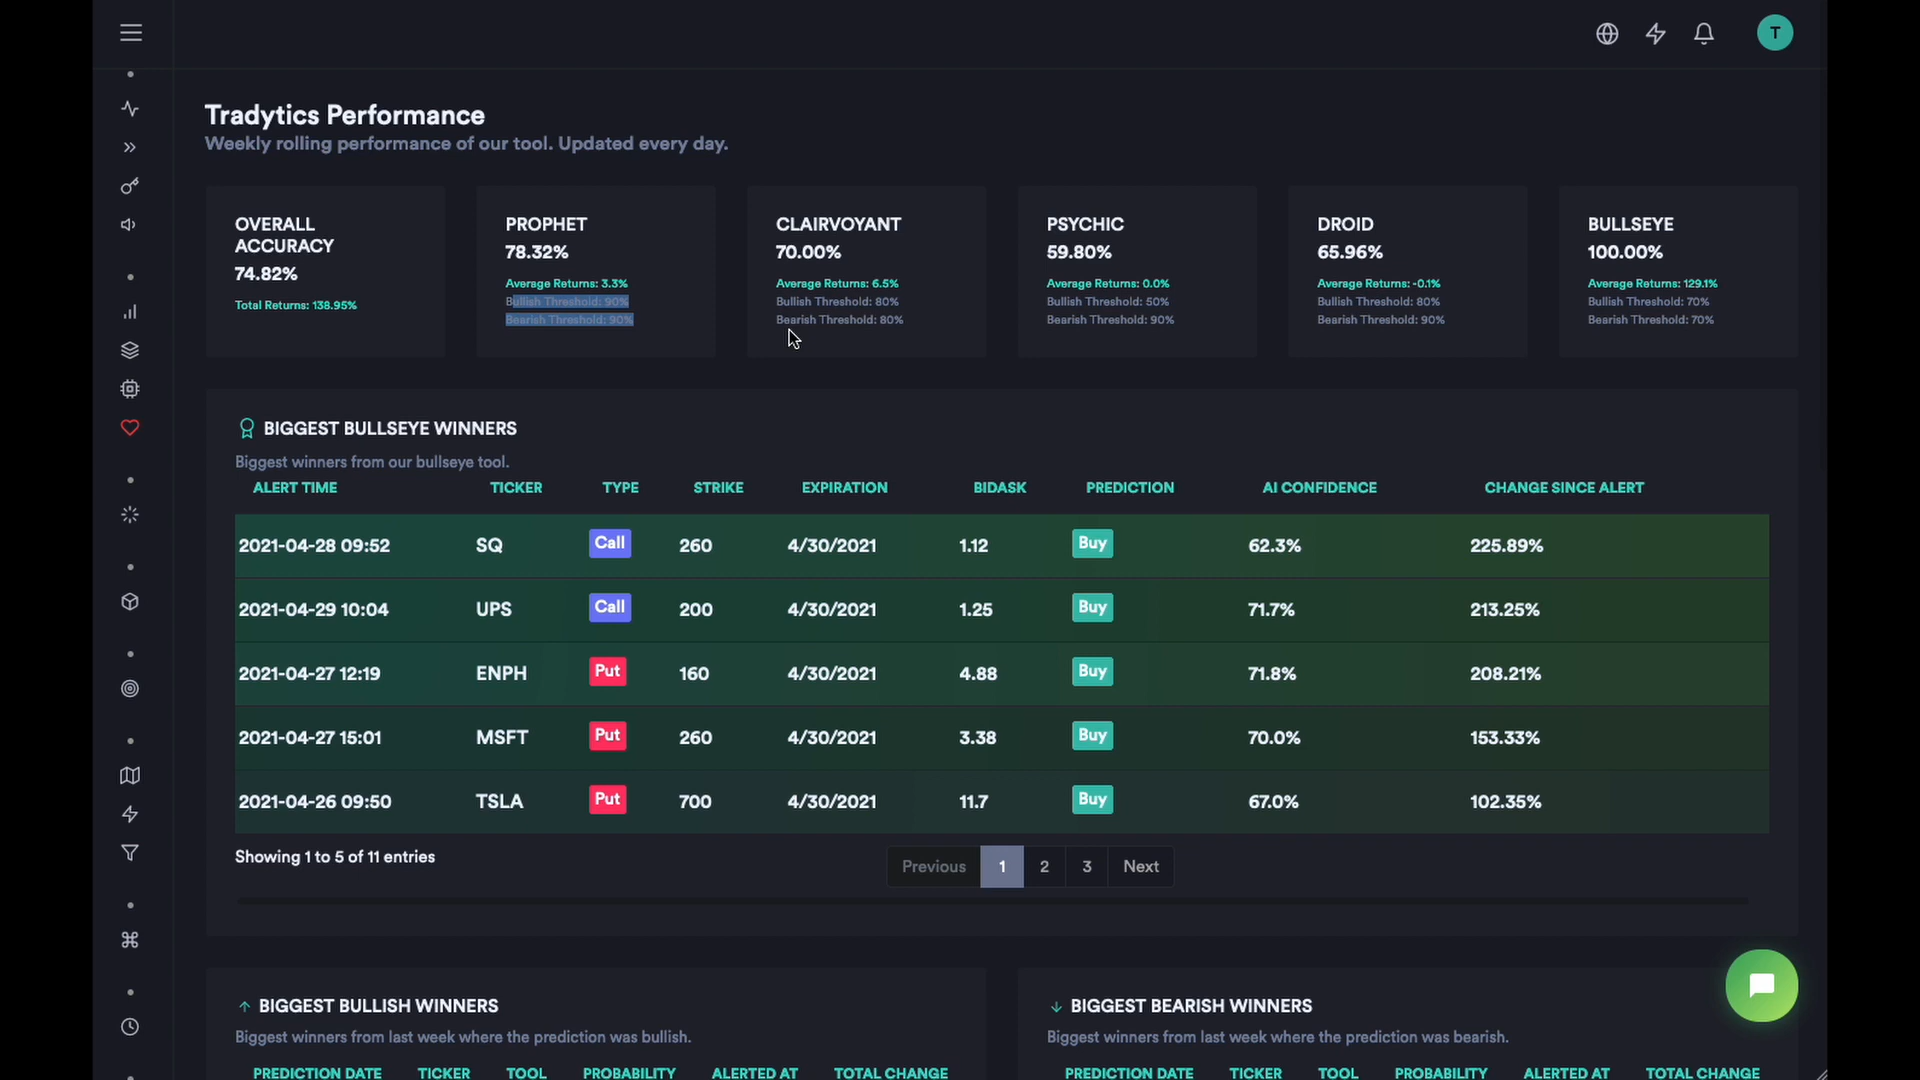 T
Tradytics Performance
Weekly rolling performance of our tool. Updated every day.
OVERALL
ACCURACY
74.82%
Total Returns: 138.95%
PROPHET
78.32%
Average Returns: 3.3%
Bullish Threshold: 90%
Bearish Threshold: 90%
CLAIRVOYANT
70.00%
Average Returns: 6.5%
Bullish Threshold: 80%
Bearish Threshold: 80%
PSYCHIC
59.80%
Average Returns: 0.0%
Bullish Threshold: 50%
Bearish Threshold: 90%
DROID
65.96%
Average Returns: -0.1%
Bullish Threshold: 80%
Bearish Threshold: 90%
BULLSEYE
100.00%
Average Returns: 129.1%
Bullish Threshold: 70%
Bearish Threshold: 70%
BIGGEST BULLSEYE WINNERS
Biggest winners from our bullseye tool.
ALERT TIME TICKER TYPE STRIKE EXPIRATION BIDASK PREDICTION AI CONFIDENCE CHANGE SINCE ALERT
2021-04-28 09:52 SQ Call 260 4/30/2021 1.12 Buy 62.3% 225.89%
2021-04-29 10:04 UPS Call 200 4/30/2021 1.25 Buy 71.7% 213.25%
2021-04-27 12:19 ENPH Put 160 4/30/2021 4.88 Buy 71.8% 208.21%
2021-04-27 15:01 MSFT Put 260 4/30/2021 3.38 Buy 70.0% 153.33%
2021-04-26 09:50 TSLA Put 700 4/30/2021 11.7 Buy 67.0% 102.35%
Showing 1 to 5 of 11 entries
Previous 1 2 3 Next
BIGGEST BULLISH WINNERS
Biggest winners from last week where the prediction was bullish.
PREDICTION DATE TICKER TOOL PROBABILITY ALERTED AT TOTAL CHANGE
BIGGEST BEARISH WINNERS
Biggest winners from last week where the prediction was bearish.
PREDICTION DATE TICKER TOOL PROBABILITY ALERTED AT TOTAL CHANGE